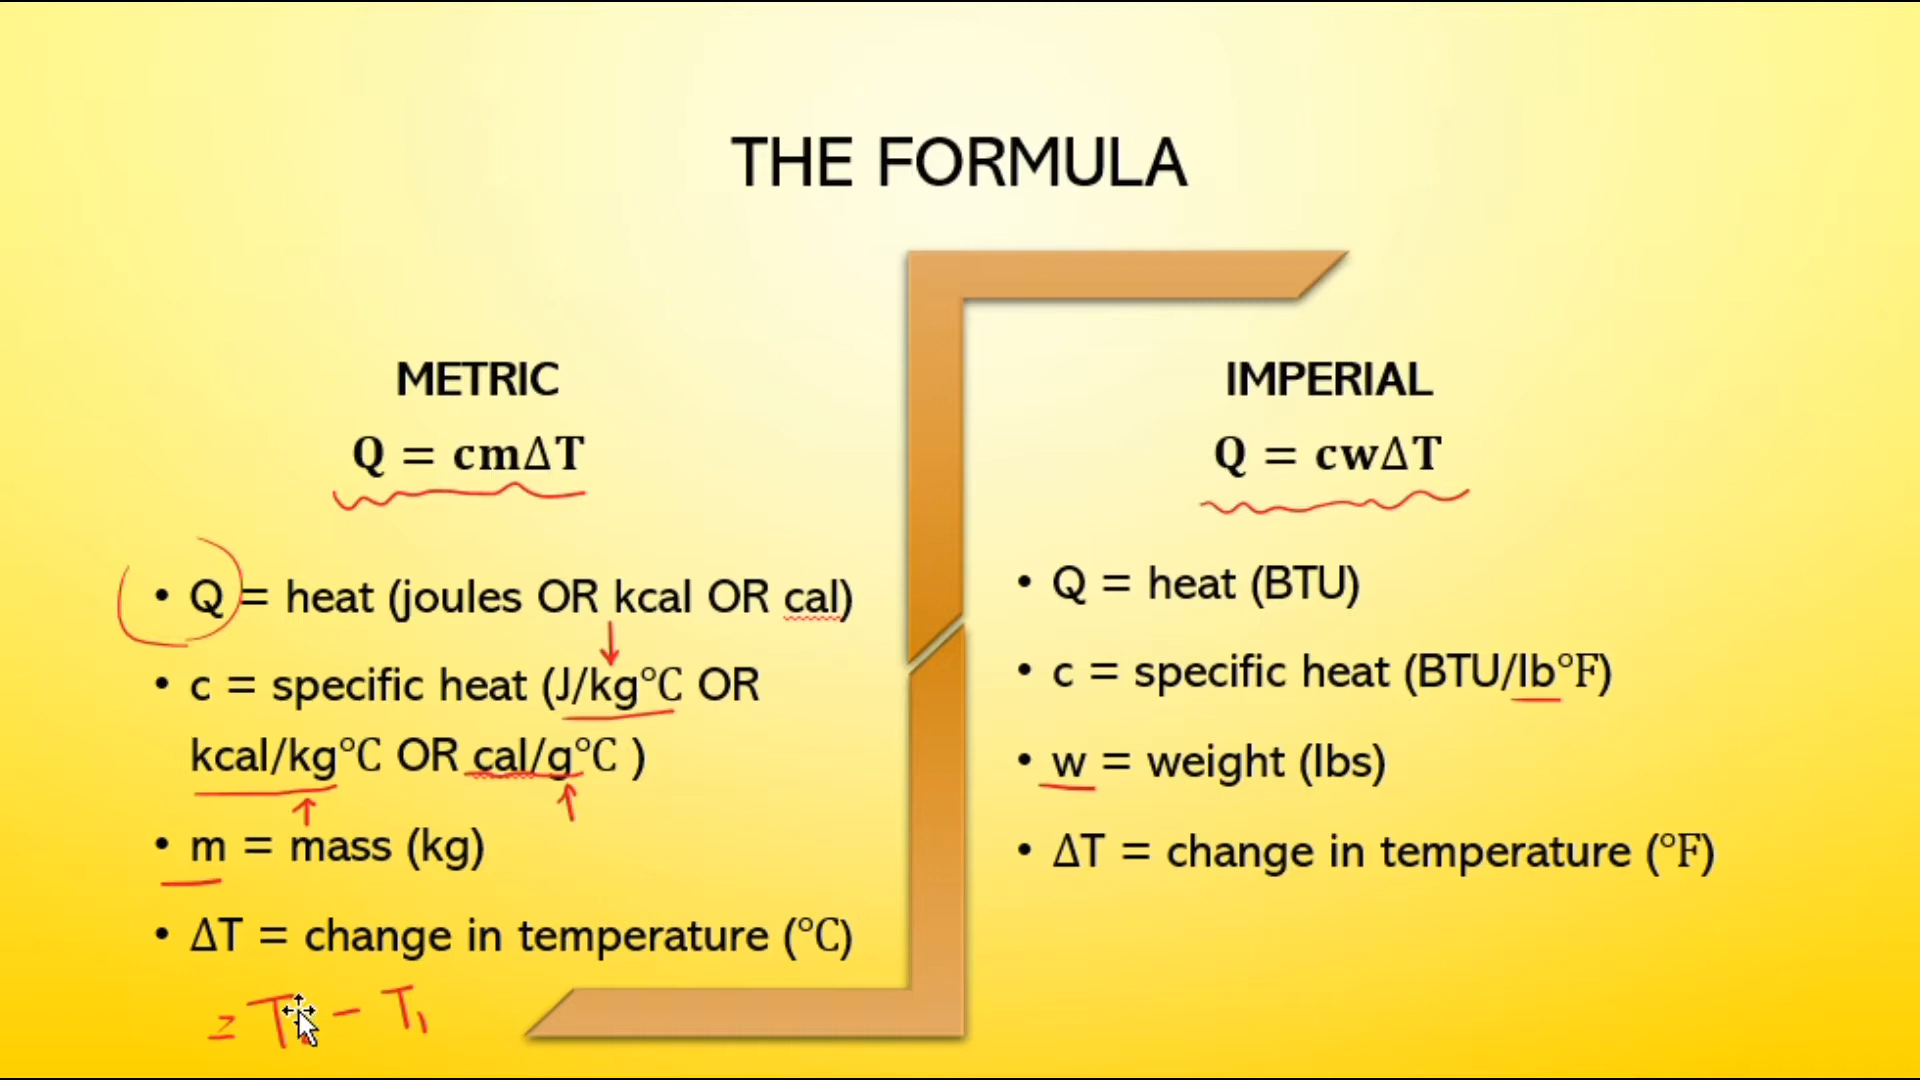 THE FORMULA
METRIC
Q = cmΔT
• Q = heat (joules OR kcal OR cal)
• c = specific heat (J/kg°C OR
kcal/kg°C OR cal/g°C )
• m = mass (kg)
• ΔT = change in temperature (°C)
= T - T₁
IMPERIAL
Q = cwΔT
• Q = heat (BTU)
• c = specific heat (BTU/lb°F)
• w = weight (lbs)
• ΔT = change in temperature (°F)